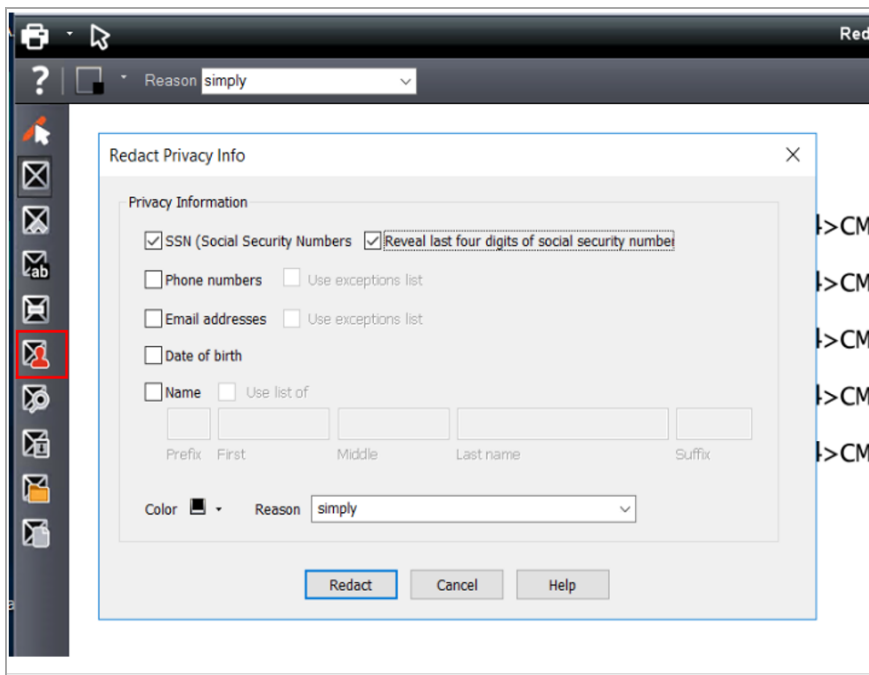 Red
? Reason simply
Redact Privacy Info
Privacy Information
SSN (Social Security Numbers Reveal last four digits of social security number
>CM
Phone numbers Use exceptions list
>CM
Email addresses Use exceptions list
>CM
Date of birth
Name Use list of
>CM
Prefix First Middle Last name Suffix
>CM
Color Reason simply
Redact Cancel Help
ab